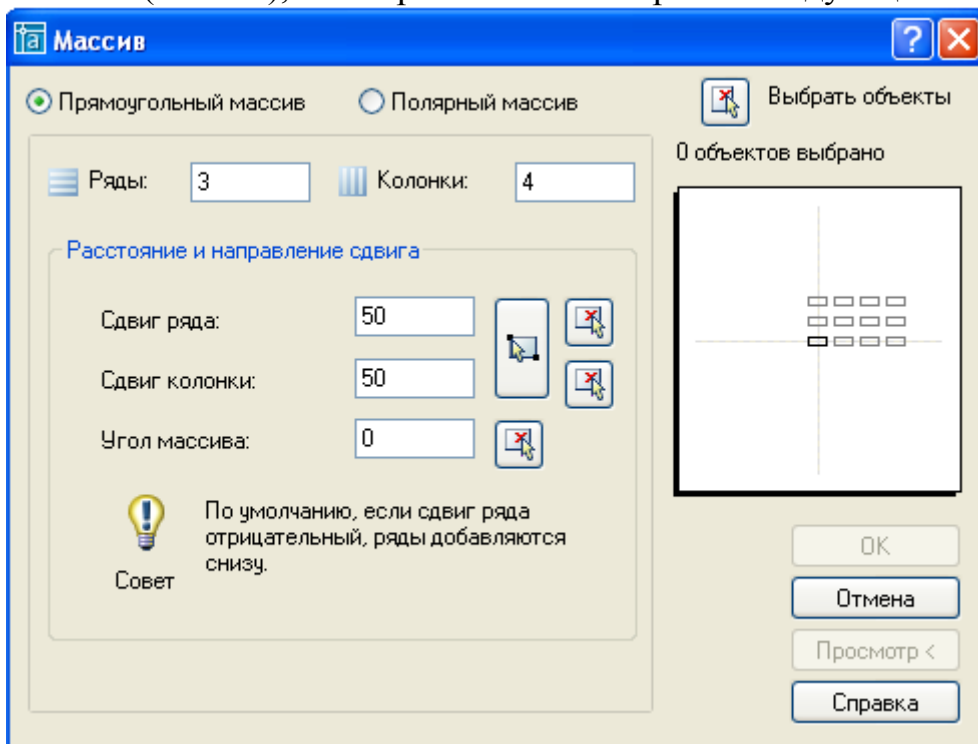 Массив
Прямоугольный массив Полярный массив
Выбрать объекты
0 объектов выбрано
Ряды: 3 Колонки: 4
Расстояние и направление сдвига
Сдвиг ряда: 50
Сдвиг колонки: 50
Угол массива: 0
По умолчанию, если сдвиг ряда
отрицательный, ряды добавляются
снизу.
Совет
OK
Отмена
Просмотр <
Справка